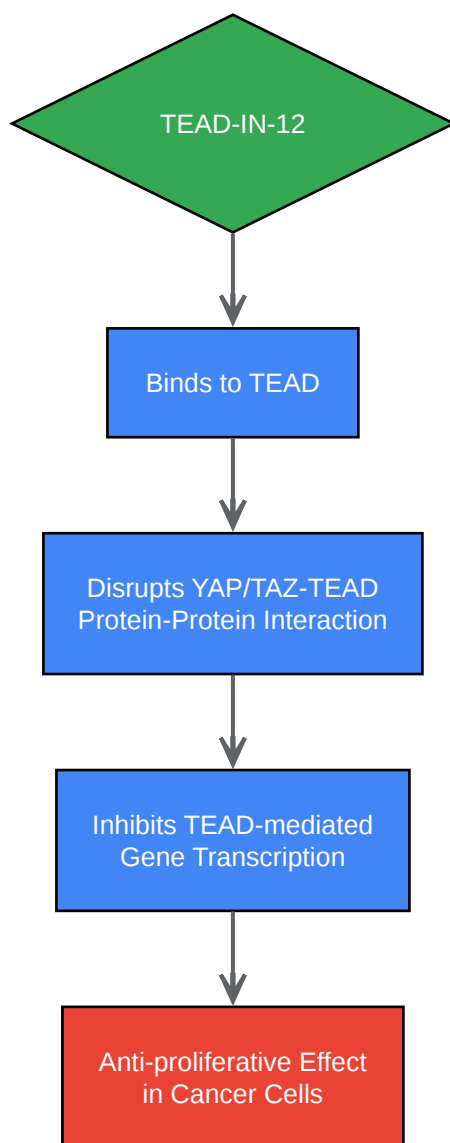 TEAD-IN-12
Binds to TEAD
Disrupts YAP/TAZ-TEAD
Protein-Protein Interaction
Inhibits TEAD-mediated
Gene Transcription
Anti-proliferative Effect
in Cancer Cells